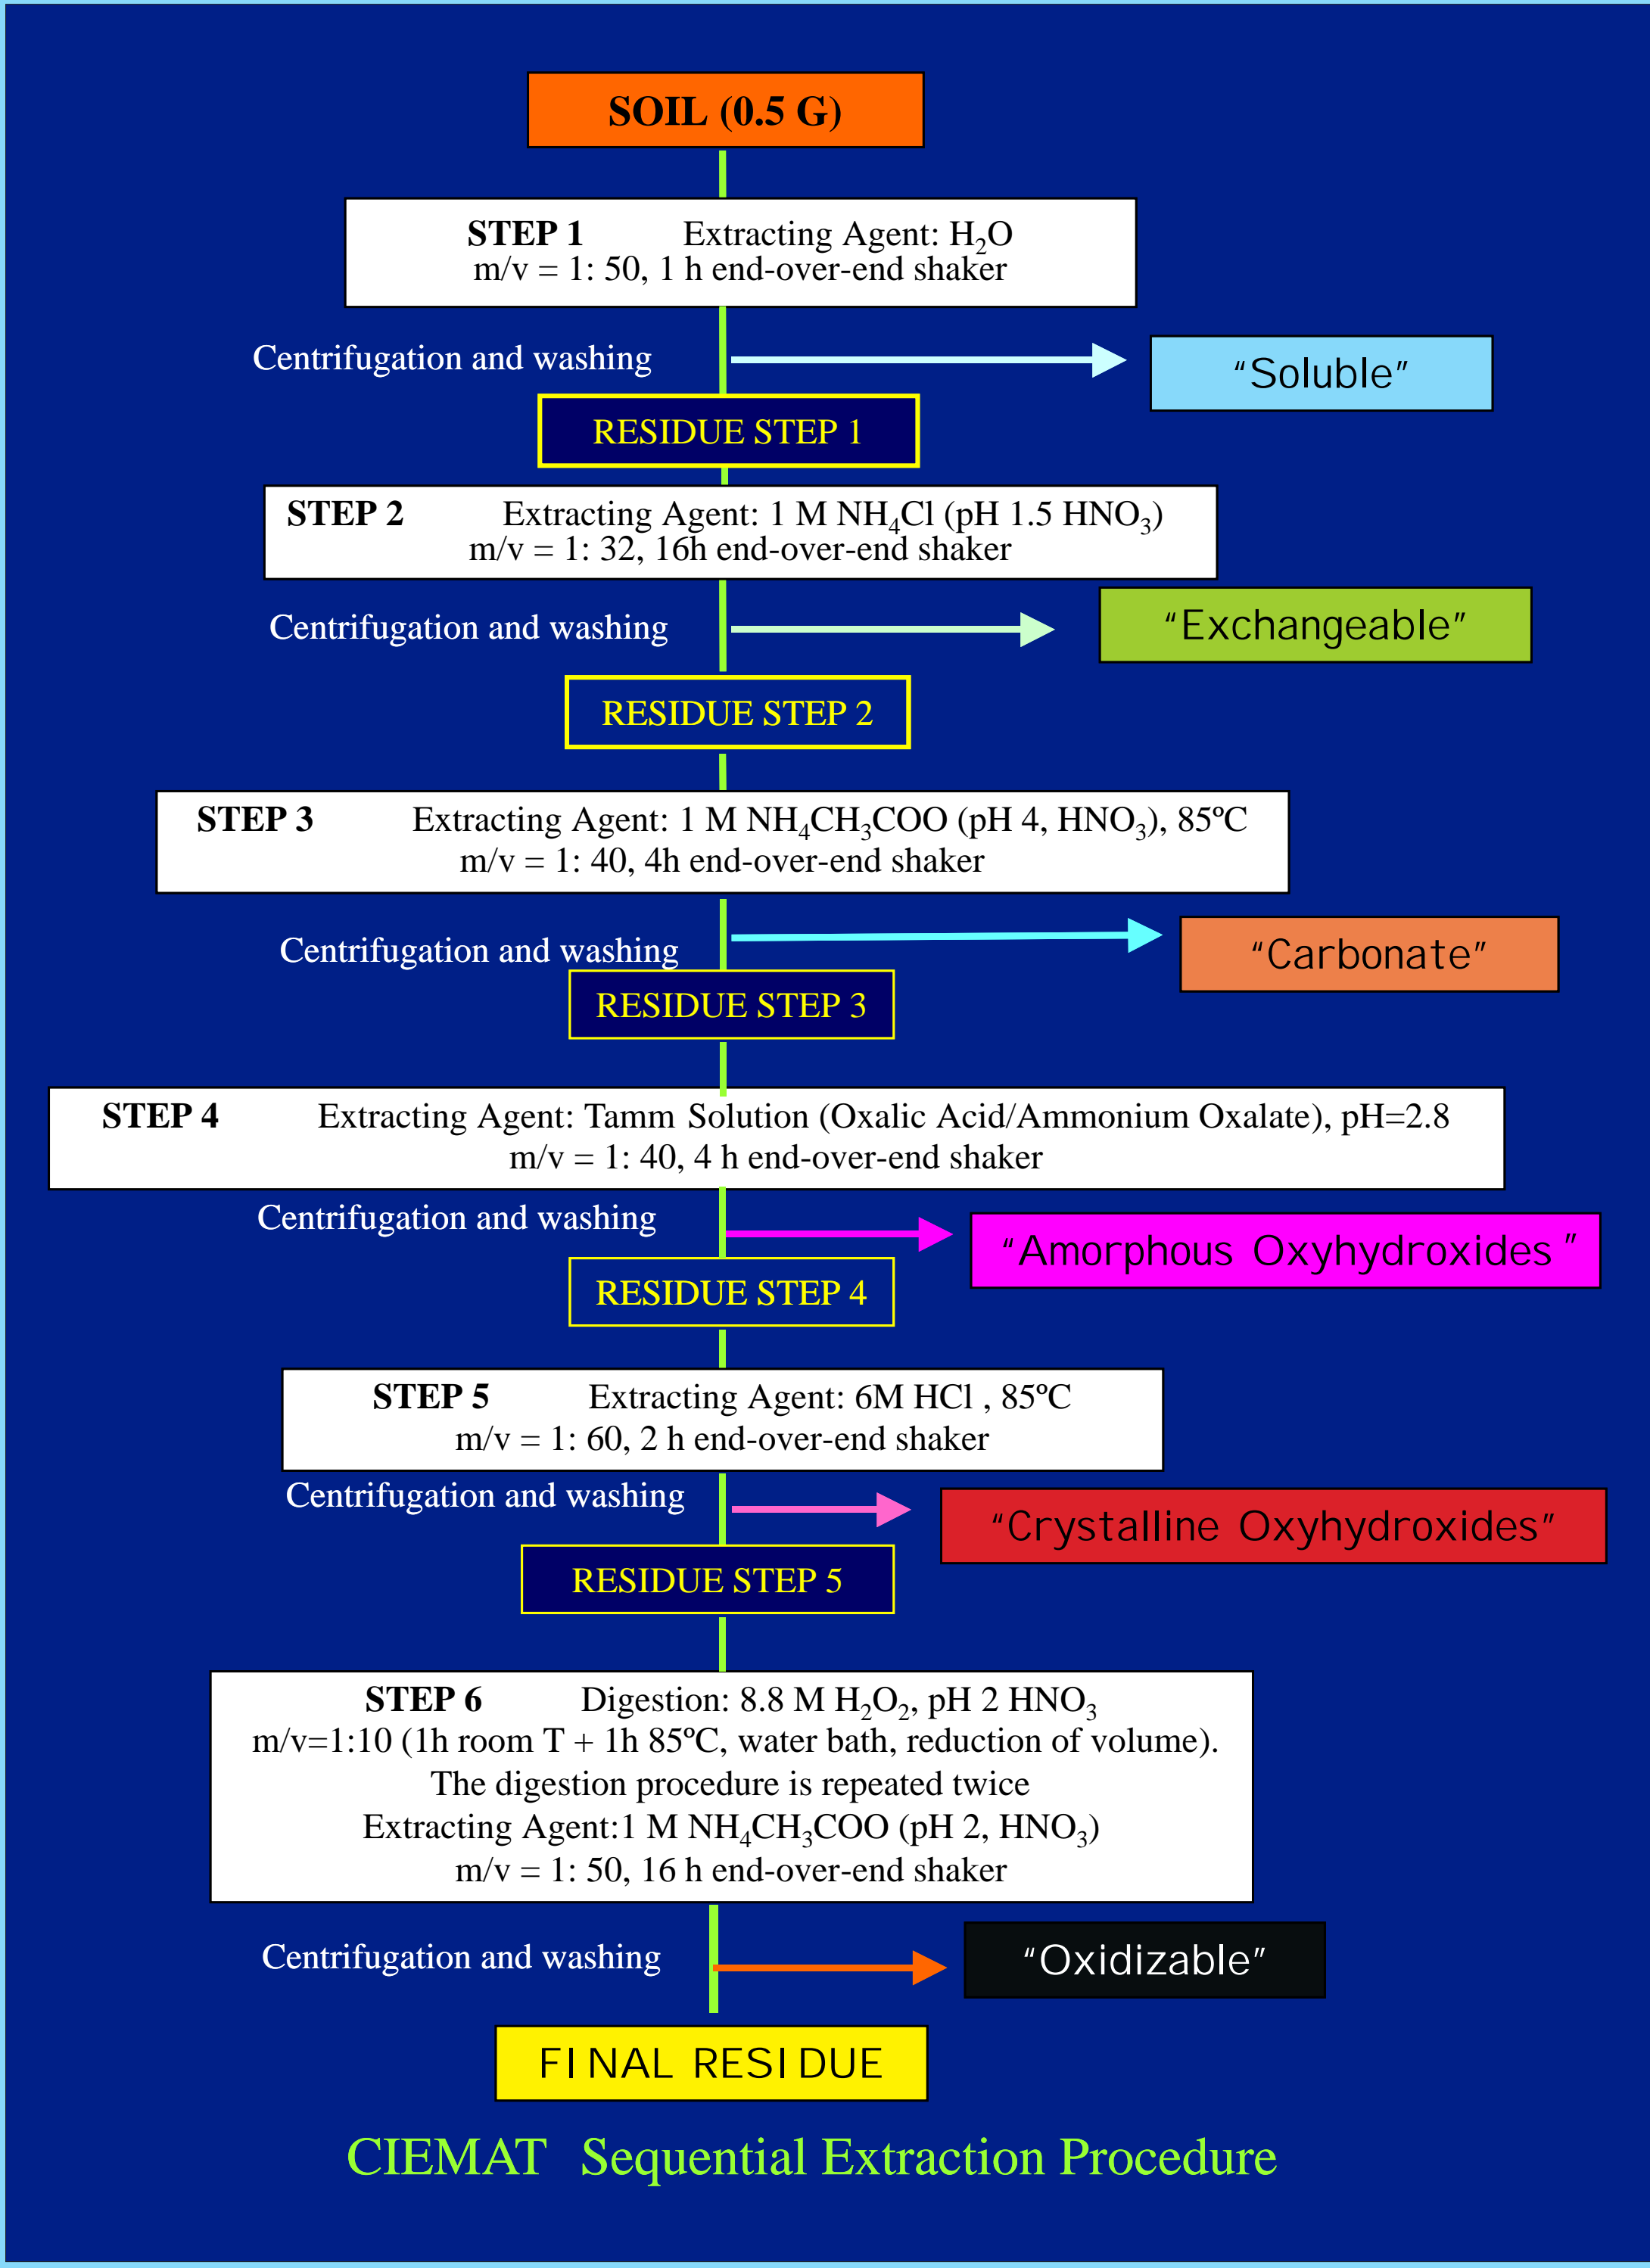 SOIL (0.5 G)
STEP 1 Extracting Agent: H₂O
m/v = 1: 50, 1 h end-over-end shaker
Centrifugation and washing
“Soluble”
RESIDUE STEP 1
STEP 2 Extracting Agent: 1 M NH₄Cl (pH 1.5 HNO₃)
m/v = 1: 32, 16h end-over-end shaker
Centrifugation and washing
“Exchangeable”
RESIDUE STEP 2
STEP 3 Extracting Agent: 1 M NH₄CH₃COO (pH 4, HNO₃), 85ºC
m/v = 1: 40, 4h end-over-end shaker
Centrifugation and washing
“Carbonate”
RESIDUE STEP 3
STEP 4 Extracting Agent: Tamm Solution (Oxalic Acid/Ammonium Oxalate), pH=2.8
m/v = 1: 40, 4 h end-over-end shaker
Centrifugation and washing
“Amorphous Oxyhydroxides”
RESIDUE STEP 4
STEP 5 Extracting Agent: 6M HCl , 85ºC
m/v = 1: 60, 2 h end-over-end shaker
Centrifugation and washing
“Crystalline Oxyhydroxides”
RESIDUE STEP 5
STEP 6 Digestion: 8.8 M H₂O₂, pH 2 HNO₃
m/v=1:10 (1h room T + 1h 85ºC, water bath, reduction of volume).
The digestion procedure is repeated twice
Extracting Agent:1 M NH₄CH₃COO (pH 2, HNO₃)
m/v = 1: 50, 16 h end-over-end shaker
Centrifugation and washing
“Oxidizable”
FINAL RESIDUE
CIEMAT Sequential Extraction Procedure